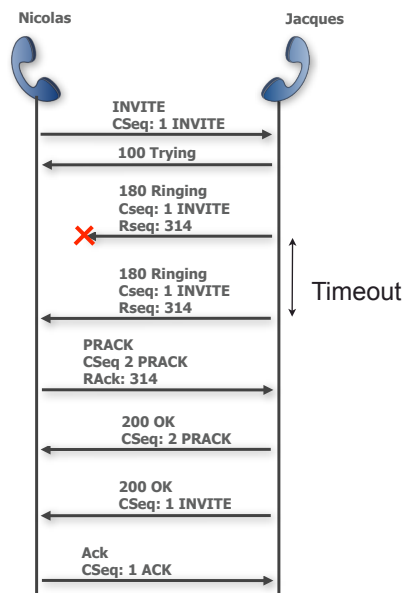 Nicolas
Jacques
INVITE
CSeq: 1 INVITE
100 Trying
180 Ringing
Cseq: 1 INVITE
Rseq: 314
180 Ringing
Cseq: 1 INVITE
Rseq: 314
Timeout
PRACK
CSeq 2 PRACK
RAck: 314
200 OK
CSeq: 2 PRACK
200 OK
CSeq: 1 INVITE
Ack
CSeq: 1 ACK